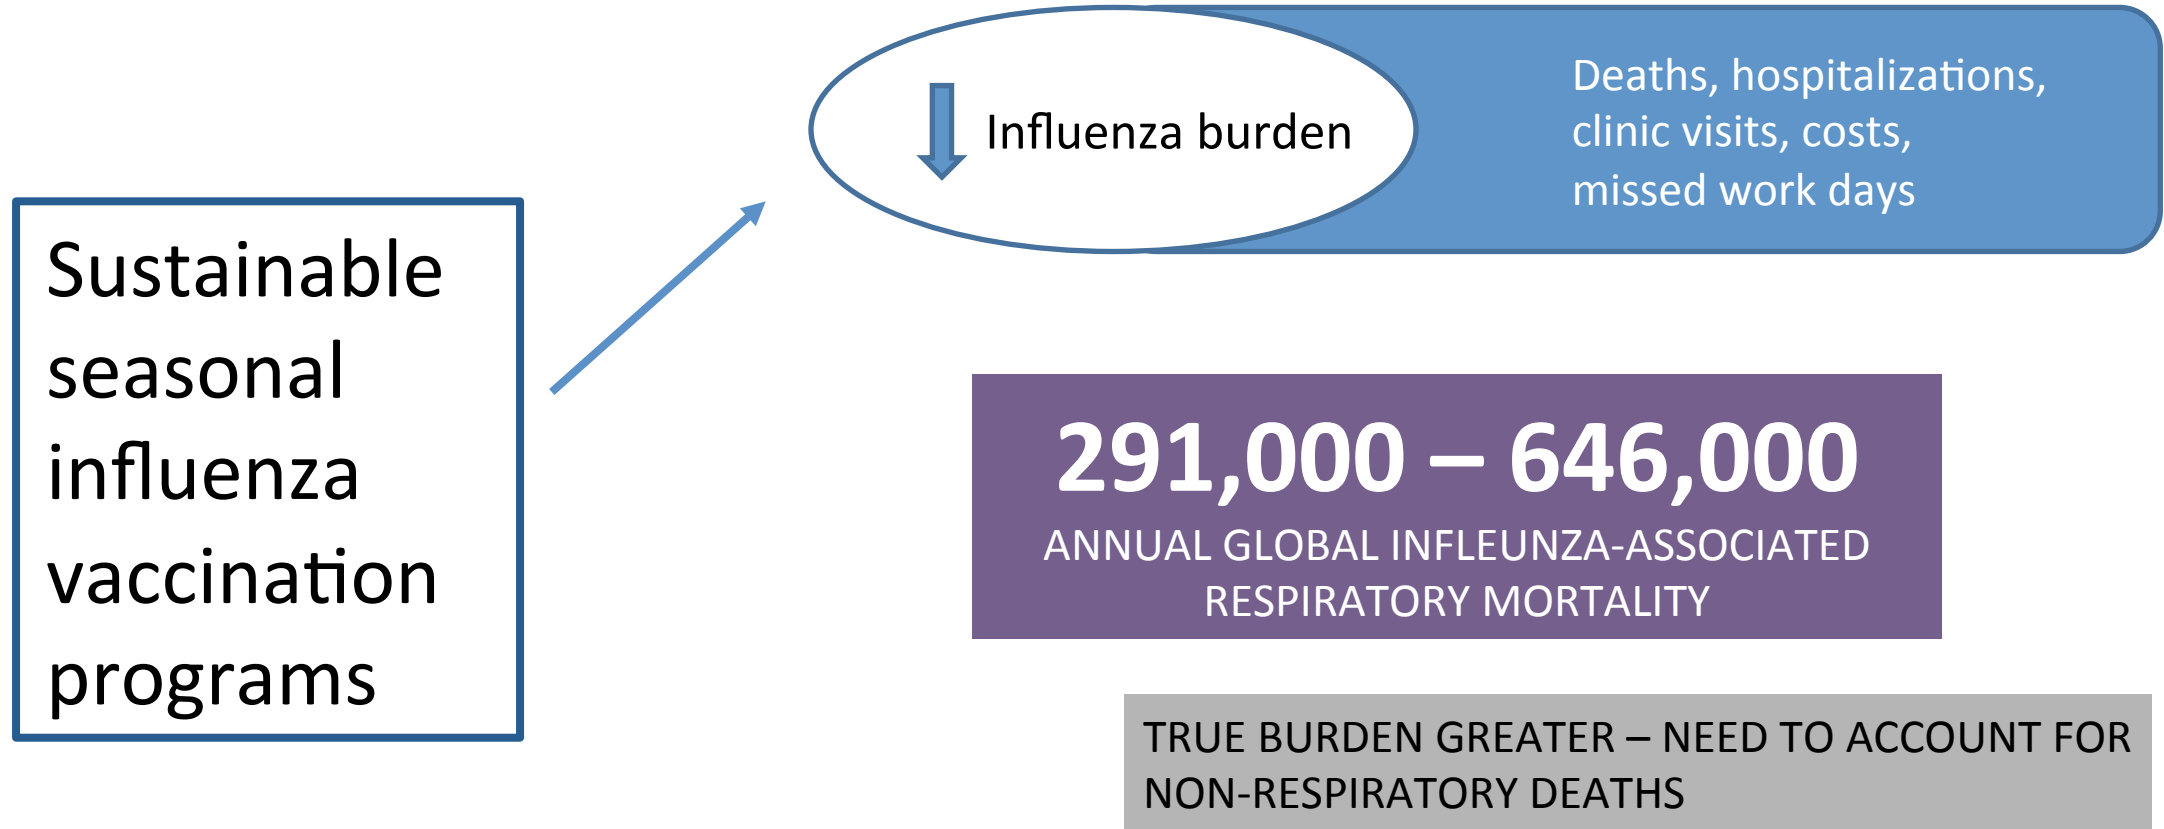 Sustainable
seasonal
influenza
vaccination
programs
Influenza burden
Deaths, hospitalizations,
clinic visits, costs,
missed work days
291,000 – 646,000
ANNUAL GLOBAL INFLEUNZA-ASSOCIATED
RESPIRATORY MORTALITY
TRUE BURDEN GREATER – NEED TO ACCOUNT FOR
NON-RESPIRATORY DEATHS